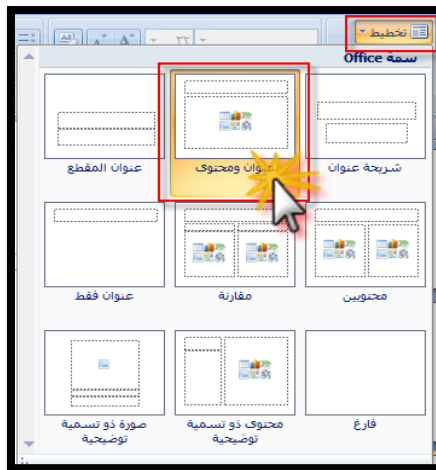 تخطيط
سمة Office
شريحة عنوان
عنوان ومحتوى
عنوان المقطع
محتويين
مقارنة
عنوان فقط
فارغ
محتوى ذو تسمية
توضيحية
صورة ذو تسمية
توضيحية